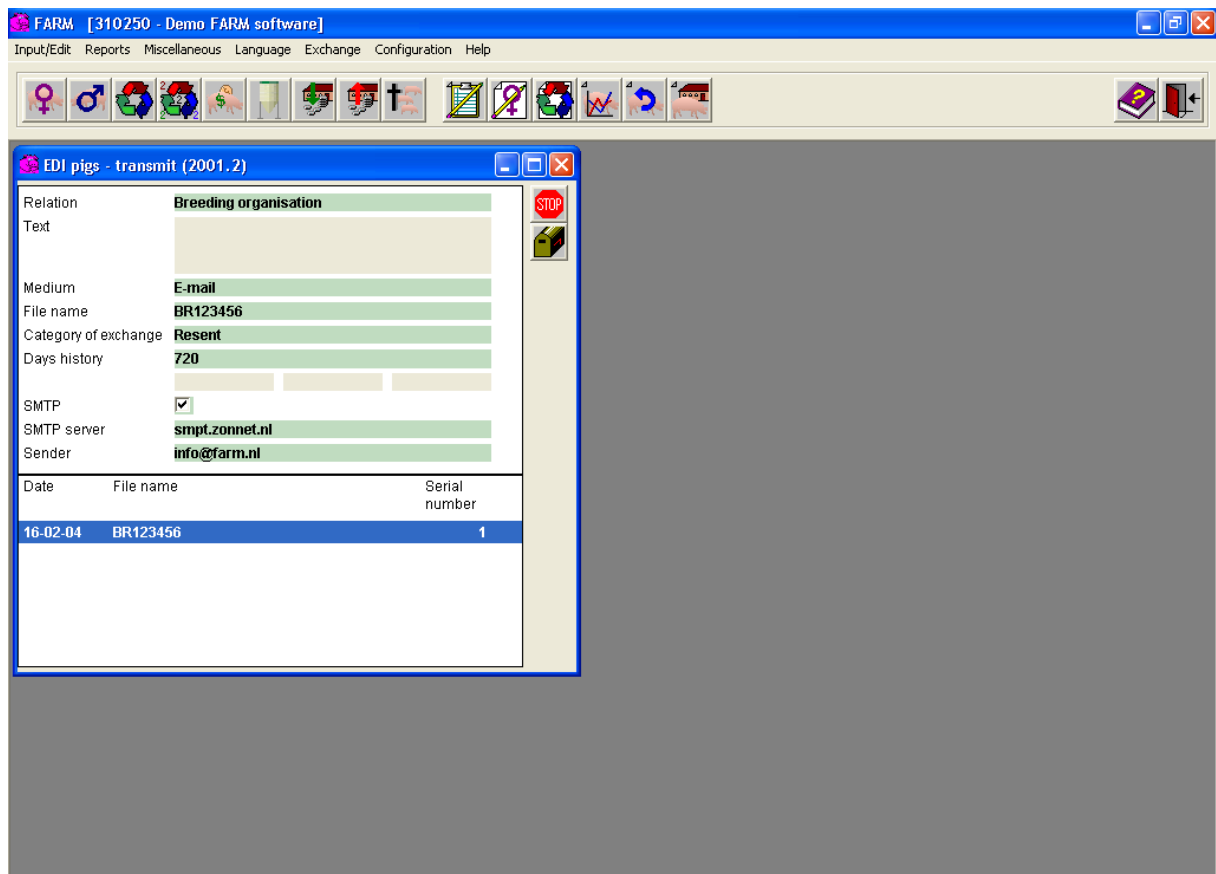 FARM [310250 - Demo FARM software]
Input/Edit Reports Miscellaneous Language Exchange Configuration Help
EDI pigs - transmit (2001.2)
Relation Breeding organisation
STOP
Text
Medium E-mail
File name BR123456
Category of exchange Resent
Days history 720
SMTP
SMTP server smpt.zonnet.nl
Sender info@farm.nl
Date File name Serial
number
16-02-04 BR123456 1